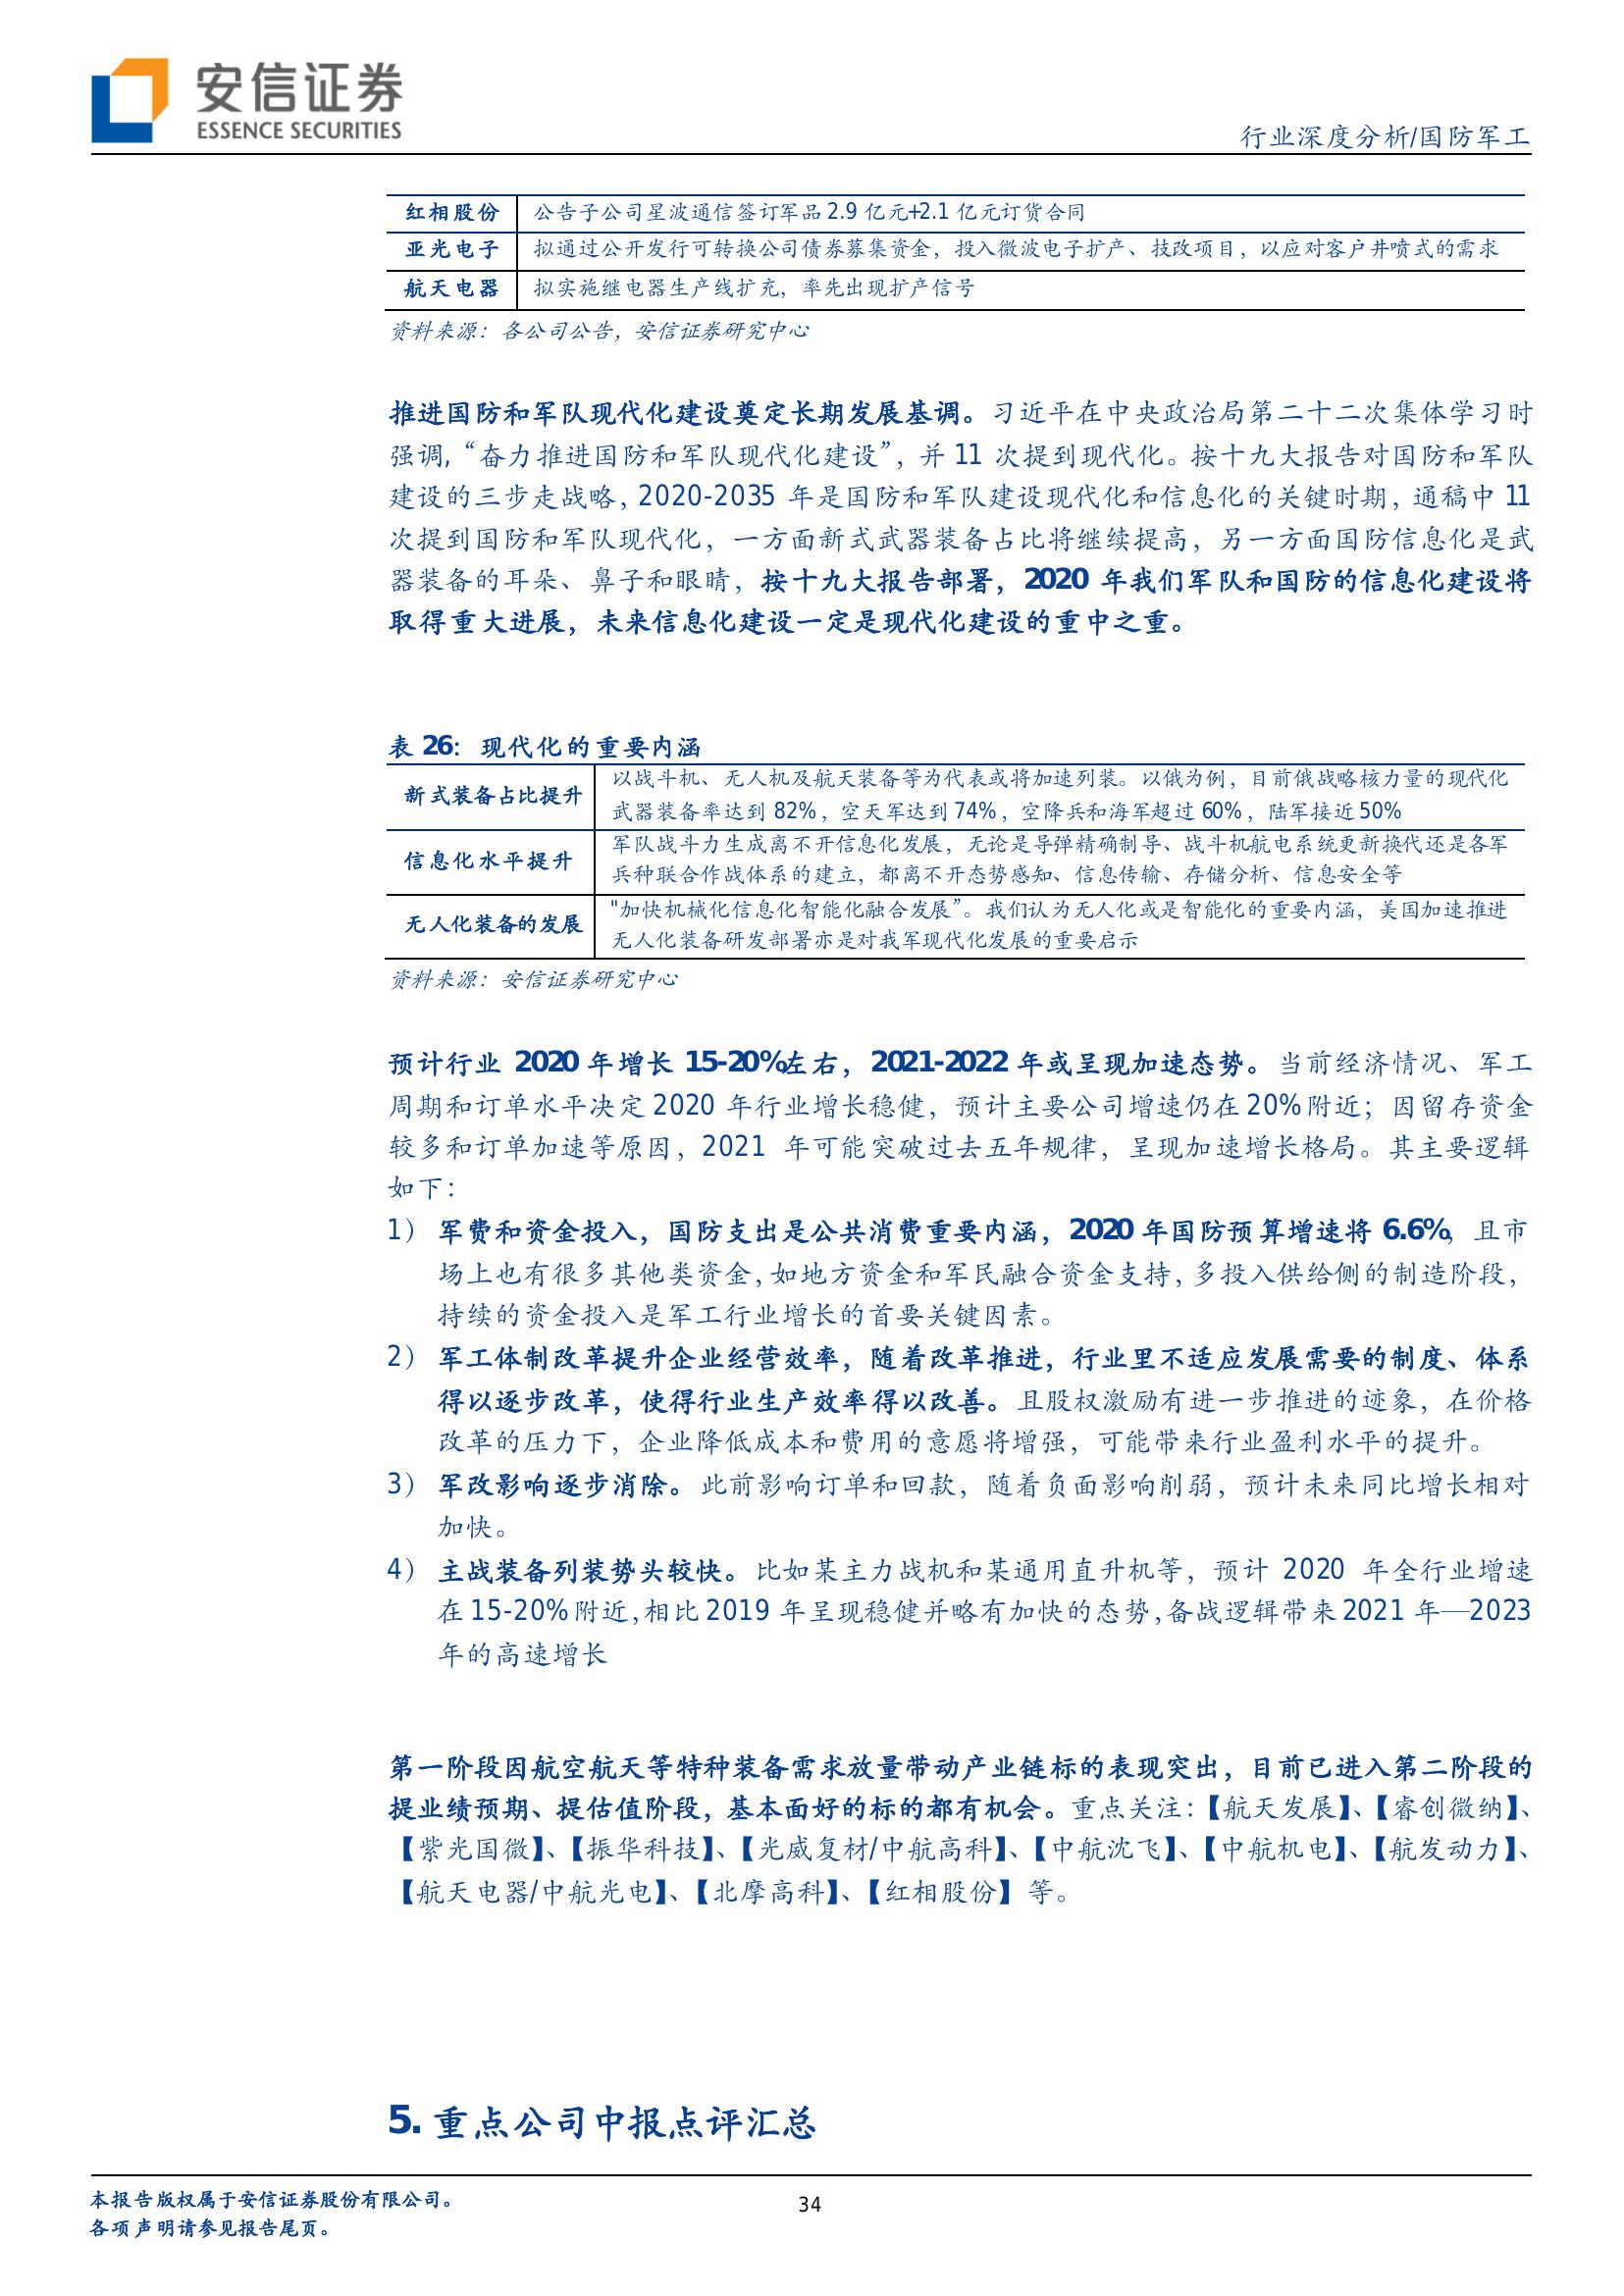 安信证券
ESSENCE SECURITIES
行业深度分析/国防军工
红相股份 公告子公司星波通信签订军品 2.9 亿元+2.1 亿元订货合同
亚光电子 拟通过公开发行可转换公司债券募集资金，投入微波电子扩产、技改项目，以应对客户井喷式的需求
航天电器 拟实施继电器生产线扩充，率先出现扩产信号
资料来源：各公司公告，安信证券研究中心
推进国防和军队现代化建设奠定长期发展基调。习近平在中央政治局第二十二次集体学习时
强调，“奋力推进国防和军队现代化建设”，并 11 次提到现代化。按十九大报告对国防和军队
建设的三步走战略，2020-2035 年是国防和军队建设现代化和信息化的关键时期，通稿中 11
次提到国防和军队现代化，一方面新式武器装备占比将继续提高，另一方面国防信息化是武
器装备的耳朵、鼻子和眼睛，按十九大报告部署，2020 年我们军队和国防的信息化建设将
取得重大进展，未来信息化建设一定是现代化建设的重中之重。
表 26：现代化的重要内涵
新式装备占比提升 以战斗机、无人机及航天装备等为代表或将加速列装。以俄为例，目前俄战略核力量的现代化
武器装备率达到 82%，空天军达到 74%，空降兵和海军超过 60%，陆军接近 50%
信息化水平提升 军队战斗力生成离不开信息化发展，无论是导弹精确制导、战斗机航电系统更新换代还是各军
兵种联合作战体系的建立，都离不开态势感知、信息传输、存储分析、信息安全等
无人化装备的发展 "加快机械化信息化智能化融合发展”。我们认为无人化或是智能化的重要内涵，美国加速推进
无人化装备研发部署亦是对我军现代化发展的重要启示
资料来源：安信证券研究中心
预计行业 2020 年增长 15-20%左右，2021-2022 年或呈现加速态势。当前经济情况、军工
周期和订单水平决定 2020 年行业增长稳健，预计主要公司增速仍在 20%附近；因留存资金
较多和订单加速等原因，2021 年可能突破过去五年规律，呈现加速增长格局。其主要逻辑
如下：
1） 军费和资金投入，国防支出是公共消费重要内涵，2020 年国防预算增速将 6.6%，且市
场上也有很多其他类资金，如地方资金和军民融合资金支持，多投入供给侧的制造阶段，
持续的资金投入是军工行业增长的首要关键因素。
2） 军工体制改革提升企业经营效率，随着改革推进，行业里不适应发展需要的制度、体系
得以逐步改革，使得行业生产效率得以改善。且股权激励有进一步推进的迹象，在价格
改革的压力下，企业降低成本和费用的意愿将增强，可能带来行业盈利水平的提升。
3） 军改影响逐步消除。此前影响订单和回款，随着负面影响削弱，预计未来同比增长相对
加快。
4） 主战装备列装势头较快。比如某主力战机和某通用直升机等，预计 2020 年全行业增速
在 15-20%附近，相比 2019 年呈现稳健并略有加快的态势，备战逻辑带来 2021 年—2023
年的高速增长
第一阶段因航空航天等特种装备需求放量带动产业链标的表现突出，目前已进入第二阶段的
提业绩预期、提估值阶段，基本面好的标的都有机会。重点关注：【航天发展】、【睿创微纳】、
【紫光国微】、【振华科技】、【光威复材/中航高科】、【中航沈飞】、【中航机电】、【航发动力】、
【航天电器/中航光电】、【北摩高科】、【红相股份】等。
5. 重点公司中报点评汇总
本报告版权属于安信证券股份有限公司。
34
各项声明请参见报告尾页。